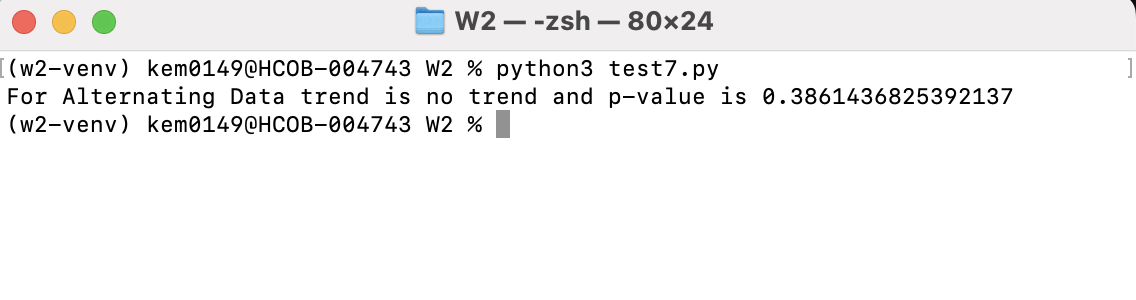 W2 — -zsh — 80×24
(w2-venv) kem0149@HCOB-004743 W2 % python3 test7.py
For Alternating Data trend is no trend and p-value is 0.3861436825392137
(w2-venv) kem0149@HCOB-004743 W2 %